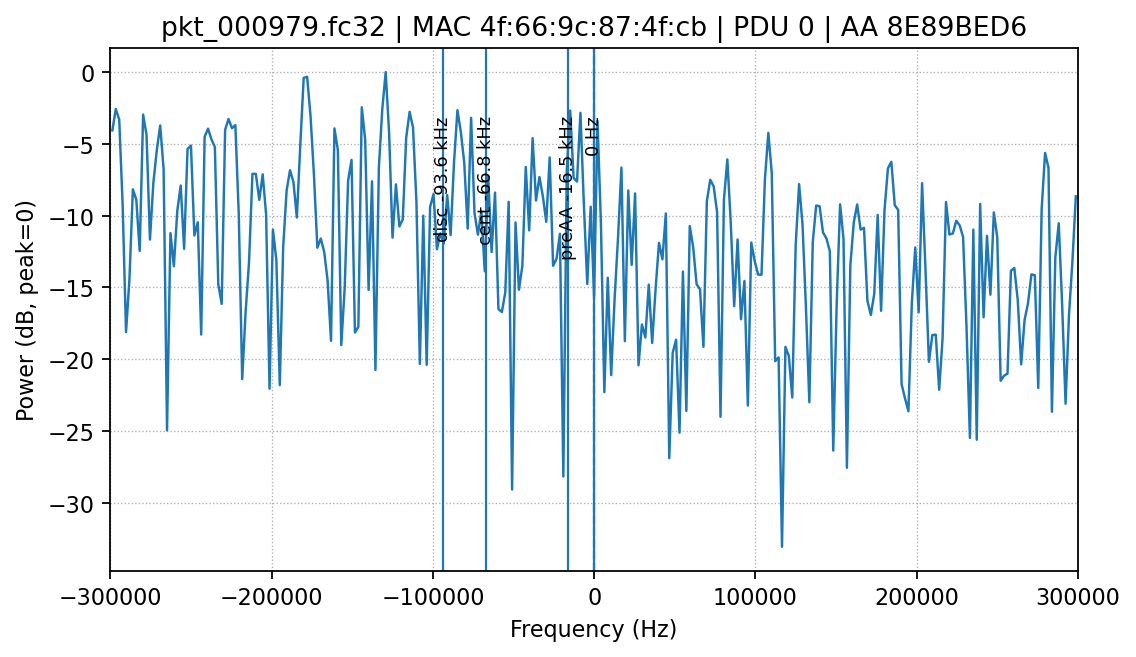 pkt_000979.fc32 | MAC 4f:66:9c:87:4f:cb | PDU 0 | AA 8E89BED6
Power (dB, peak=0)
0
−5
−10
−15
−20
−25
−30
disc -93.6 kHz
cent -66.8 kHz
preAA -16.5 kHz
0 Hz
−300000
−200000
−100000
0
100000
200000
300000
Frequency (Hz)